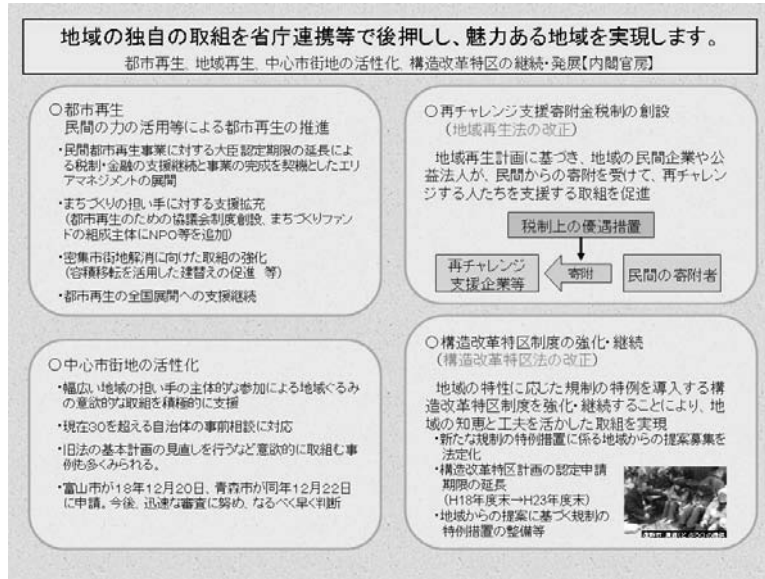 地域の独自の取組を省庁連携等で後押しし、魅力ある地域を実現します。
都市再生、地域再生、中心市街地の活性化、構造改革特区の継続・発展【内閣官房】
○都市再生
民間の力の活用等による都市再生の推進
・民間都市再生事業に対する大臣認定期限の延長によ
る税制・金融の支援継続と事業の完成を契機としたエリ
アマネジメントの展開
・まちづくりの担い手に対する支援拡充
(都市再生のための協議会制度創設、まちづくりファン
ドの組成主体にNPO等を追加)
・密集市街地解消に向けた取組の強化
(容積移転を活用した建替えの促進 等)
・都市再生の全国展開への支援継続
○中心市街地の活性化
・幅広い地域の担い手の主体的な参加による地域ぐるみ
の意欲的な取組を積極的に支援
・現在30を超える自治体の事前相談に対応
・旧法の基本計画の見直しを行うなど意欲的に取組む事
例も多くみられる。
・富山市が18年12月20日、青森市が同年12月22日
に申請。今後、迅速な審査に努め、なるべく早く判断
○再チャレンジ支援寄附金税制の創設
(地域再生法の改正)
地域再生計画に基づき、地域の民間企業や公
益法人が、民間からの寄附を受けて、再チャレン
ジする人たちを支援する取組を促進
税制上の優遇措置
再チャレンジ
支援企業等
寄附
民間の寄附者
○構造改革特区制度の強化・継続
(構造改革特区法の改正)
地域の特性に応じた規制の特例を導入する構
造改革特区制度を強化・継続することにより、地
域の知恵と工夫を活かした取組を実現
・新たな規制の特例措置に係る地域からの提案募集を
法定化
・構造改革特区計画の認定申請
期限の延長
(H18年度末→H23年度末)
・地域からの提案に基づく規制の
特例措置の整備等